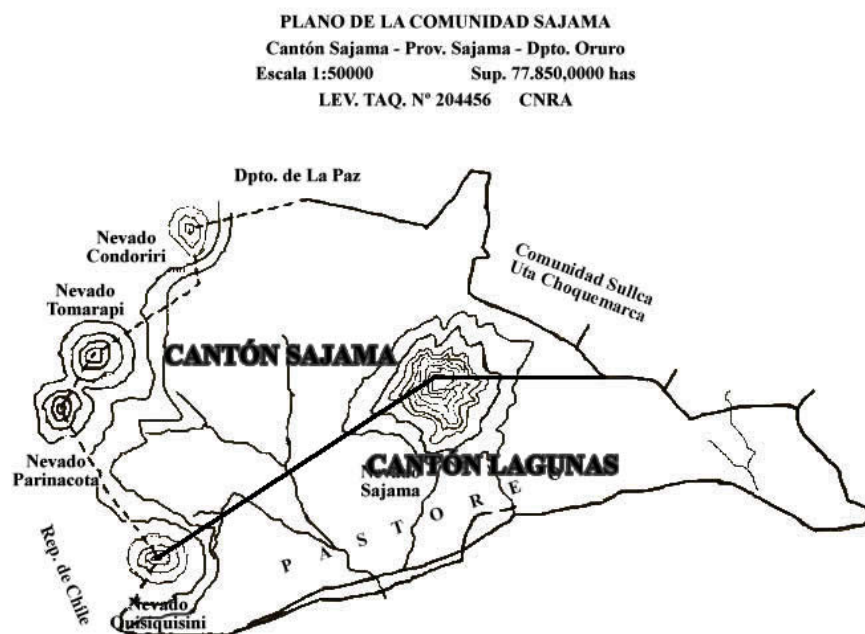 PLANO DE LA COMUNIDAD SAJAMA
Cantón Sajama - Prov. Sajama - Dpto. Oruro
Escala 1:50000 Sup. 77.850,0000 has
LEV. TAQ. Nº 204456 CNRA
Dpto. de La Paz
Nevado
Condoriri
Comunidad Sullca
Uta Choquemarca
Nevado
Tomarapi
CANTÓN SAJAMA
Nevado
Parinacota
CANTÓN LAGUNAS
Nevado
Sajama
PASTOREO
Rep. de Chile
Nevado
Quisiquisini